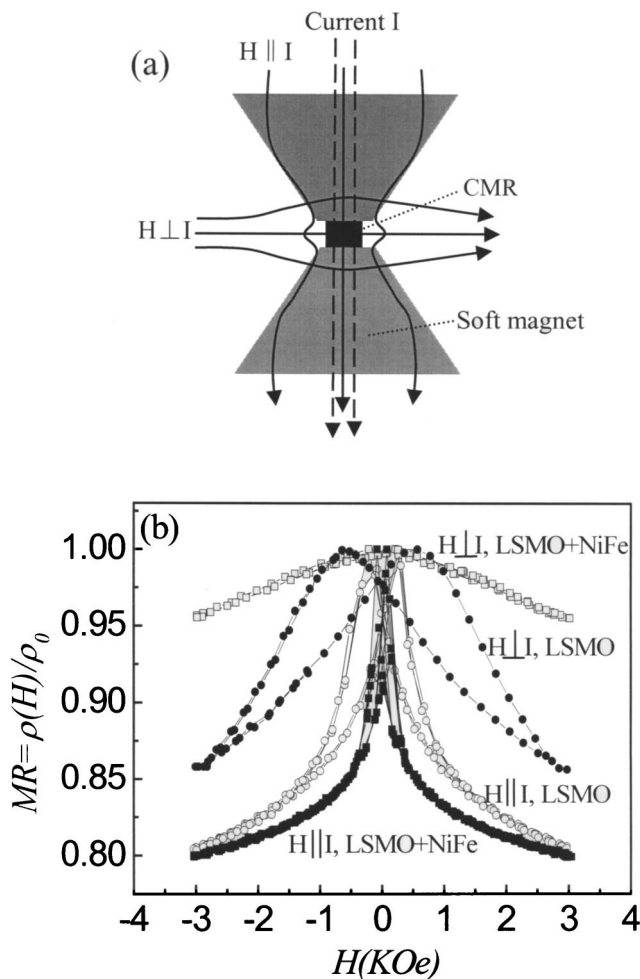 Current I
H || I
(a)
CMR
H⊥I
Soft magnet
(b)
1.00
0.95
0.90
0.85
0.80
MR=ρ(H)/ρ₀
H⊥I, LSMO+NiFe
H⊥I, LSMO
H||I, LSMO
H||I, LSMO+NiFe
-4 -3 -2 -1 0 1 2 3 4
H(KOe)